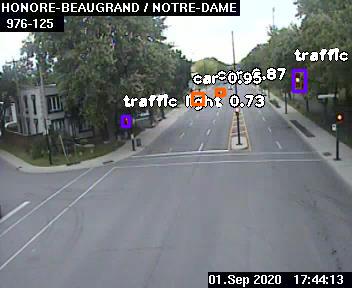 HONORE-BEAUGRAND / NOTRE-DAME
976-125
traffic
car 0.95
.87
traffic light 0.73
01.Sep 2020 17:44:13